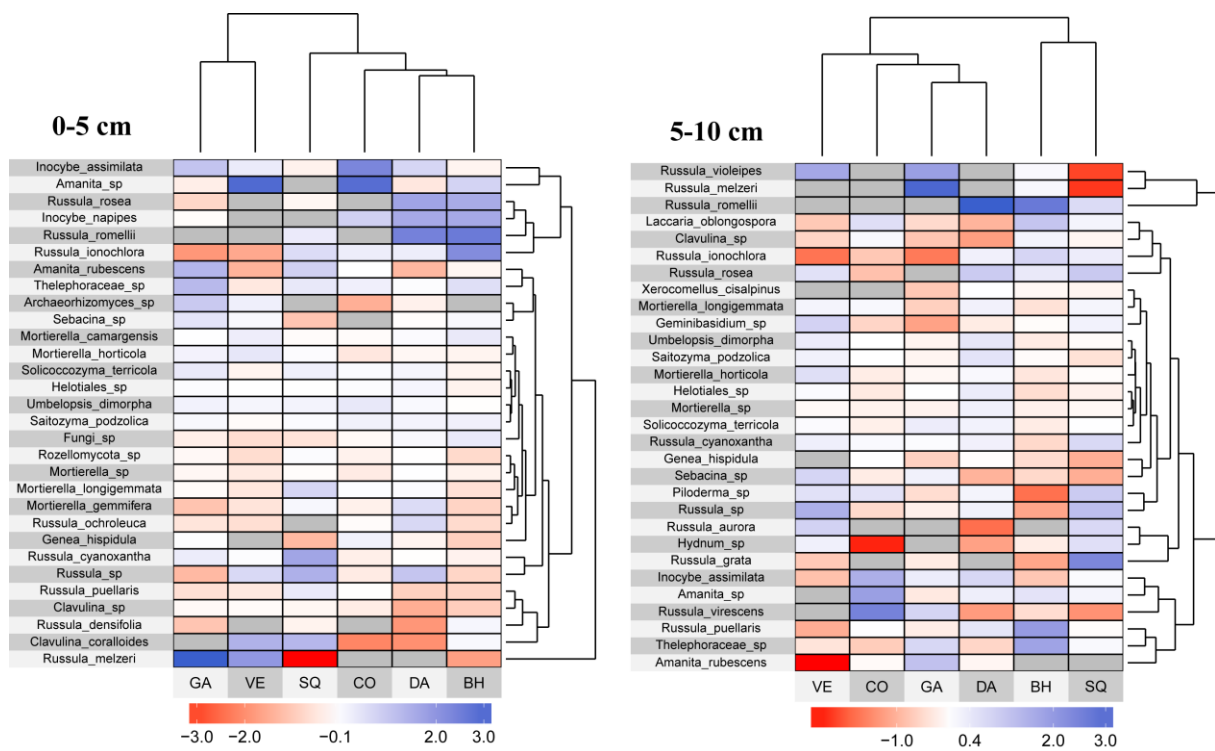 0-5 cm
Inocybe_assimilata
Amanita_sp
Russula_rosea
Inocybe_napipes
Russula_romellii
Russula_ionochlora
Amanita_rubescens
Thelephoraceae_sp
Archaeorhizomyces_sp
Sebacina_sp
Mortierella_camargensis
Mortierella_horticola
Solicoccozyma_terricola
Helotiales_sp
Umbelopsis_dimorpha
Saitozyma_podzolica
Fungi_sp
Rozellomycota_sp
Mortierella_sp
Mortierella_longigemmata
Mortierella_gemmifera
Russula_ochroleuca
Genea_hispidula
Russula_cyanoxantha
Russula_sp
Russula_puellaris
Clavulina_sp
Russula_densifolia
Clavulina_coralloides
Russula_melzeri
GA VE SQ CO DA BH
−3.0 −2.0 −0.1 2.0 3.0
5-10 cm
Russula_violeipes
Russula_melzeri
Russula_romellii
Laccaria_oblongospora
Clavulina_sp
Russula_ionochlora
Russula_rosea
Xerocomellus_cisalpinus
Mortierella_longigemmata
Geminibasidium_sp
Umbelopsis_dimorpha
Saitozyma_podzolica
Mortierella_horticola
Helotiales_sp
Mortierella_sp
Solicoccozyma_terricola
Russula_cyanoxantha
Genea_hispidula
Sebacina_sp
Piloderma_sp
Russula_sp
Russula_aurora
Hydnum_sp
Russula_grata
Inocybe_assimilata
Amanita_sp
Russula_virescens
Russula_puellaris
Thelephoraceae_sp
Amanita_rubescens
VE CO GA DA BH SQ
−1.0 0.4 2.0 3.0